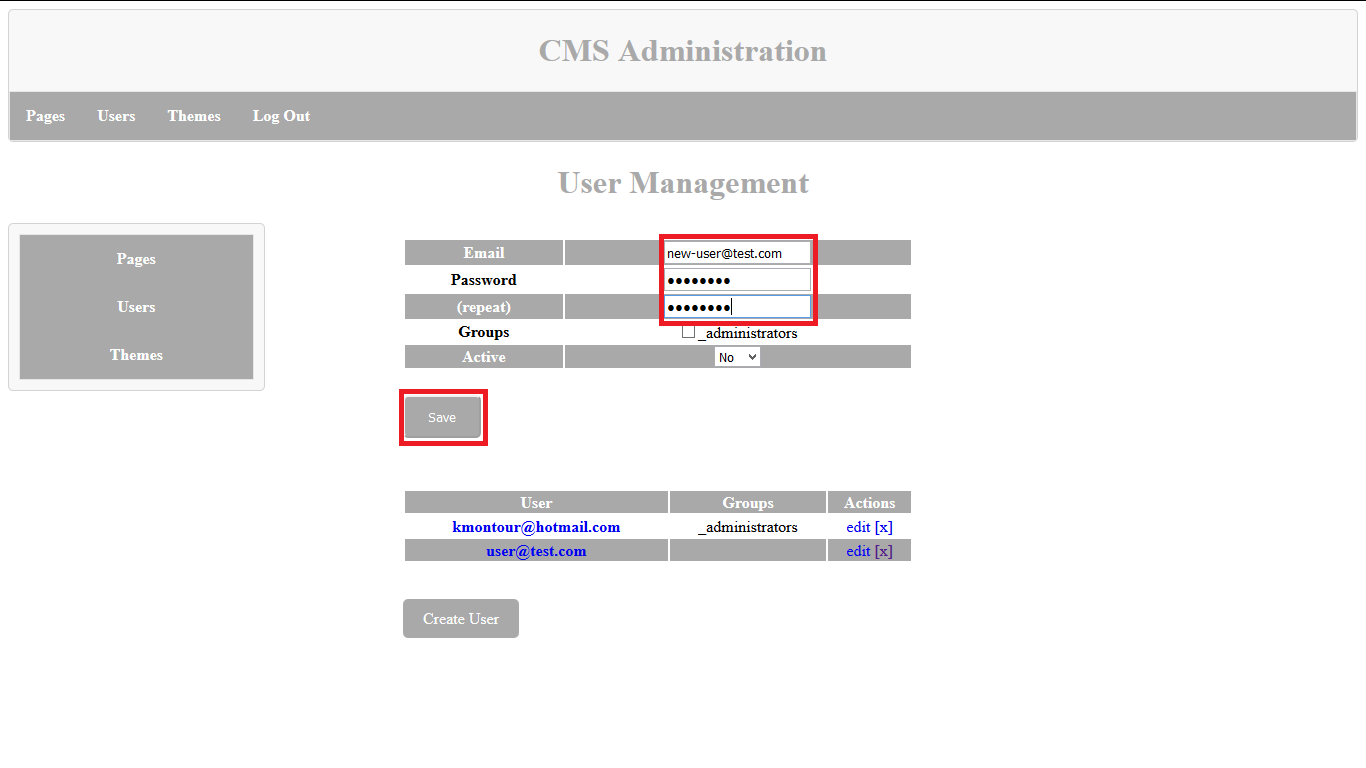 CMS Administration
Pages Users Themes Log Out
User Management
Pages
Users
Themes
Email new-user@test.com
Password ●●●●●●●●
(repeat) ●●●●●●●●
Groups _administrators
Active No
Save
User Groups Actions
kmontour@hotmail.com _administrators edit [x]
user@test.com edit [x]
Create User